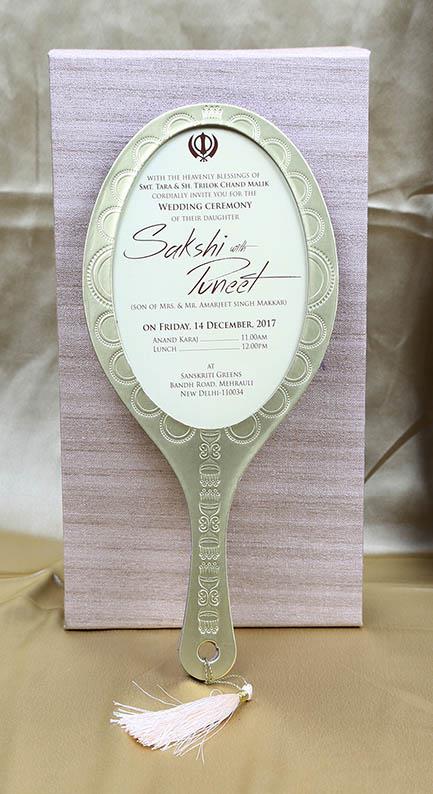 WITH THE HEAVENLY BLESSINGS OF
SMT. TARA & SH. TRILOK CHAND MALIK
CORDIALLY INVITE YOU FOR THE
WEDDING CEREMONY
OF THEIR DAUGHTER
Sakshi with
Puneet
(SON OF MRS. & MR. AMARJEET SINGH MAKKAR)
ON FRIDAY, 14 DECEMBER, 2017
ANAND KARAJ ____________ 11.00AM
LUNCH ____________ 12.00PM
AT
SANSKRITI GREENS
BANDH ROAD, MEHRAULI
NEW DELHI-110034